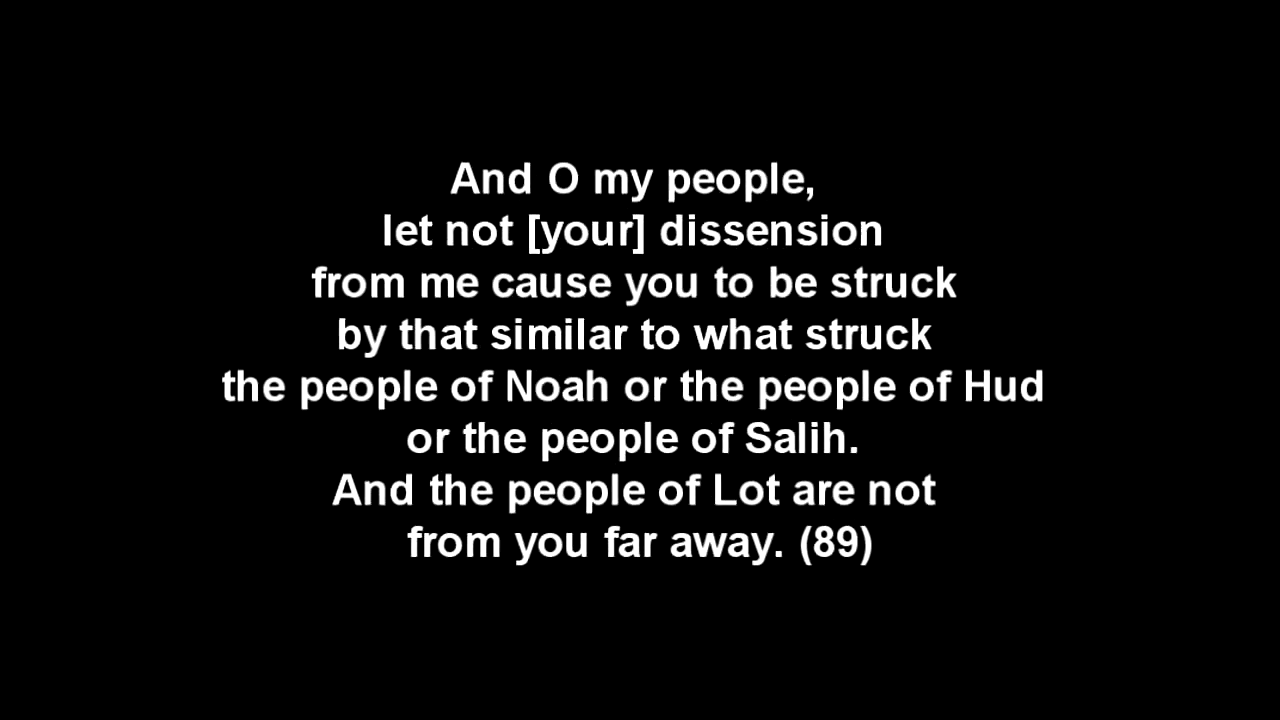 And O my people,
let not [your] dissension
from me cause you to be struck
by that similar to what struck
the people of Noah or the people of Hud
or the people of Salih.
And the people of Lot are not
from you far away. (89)